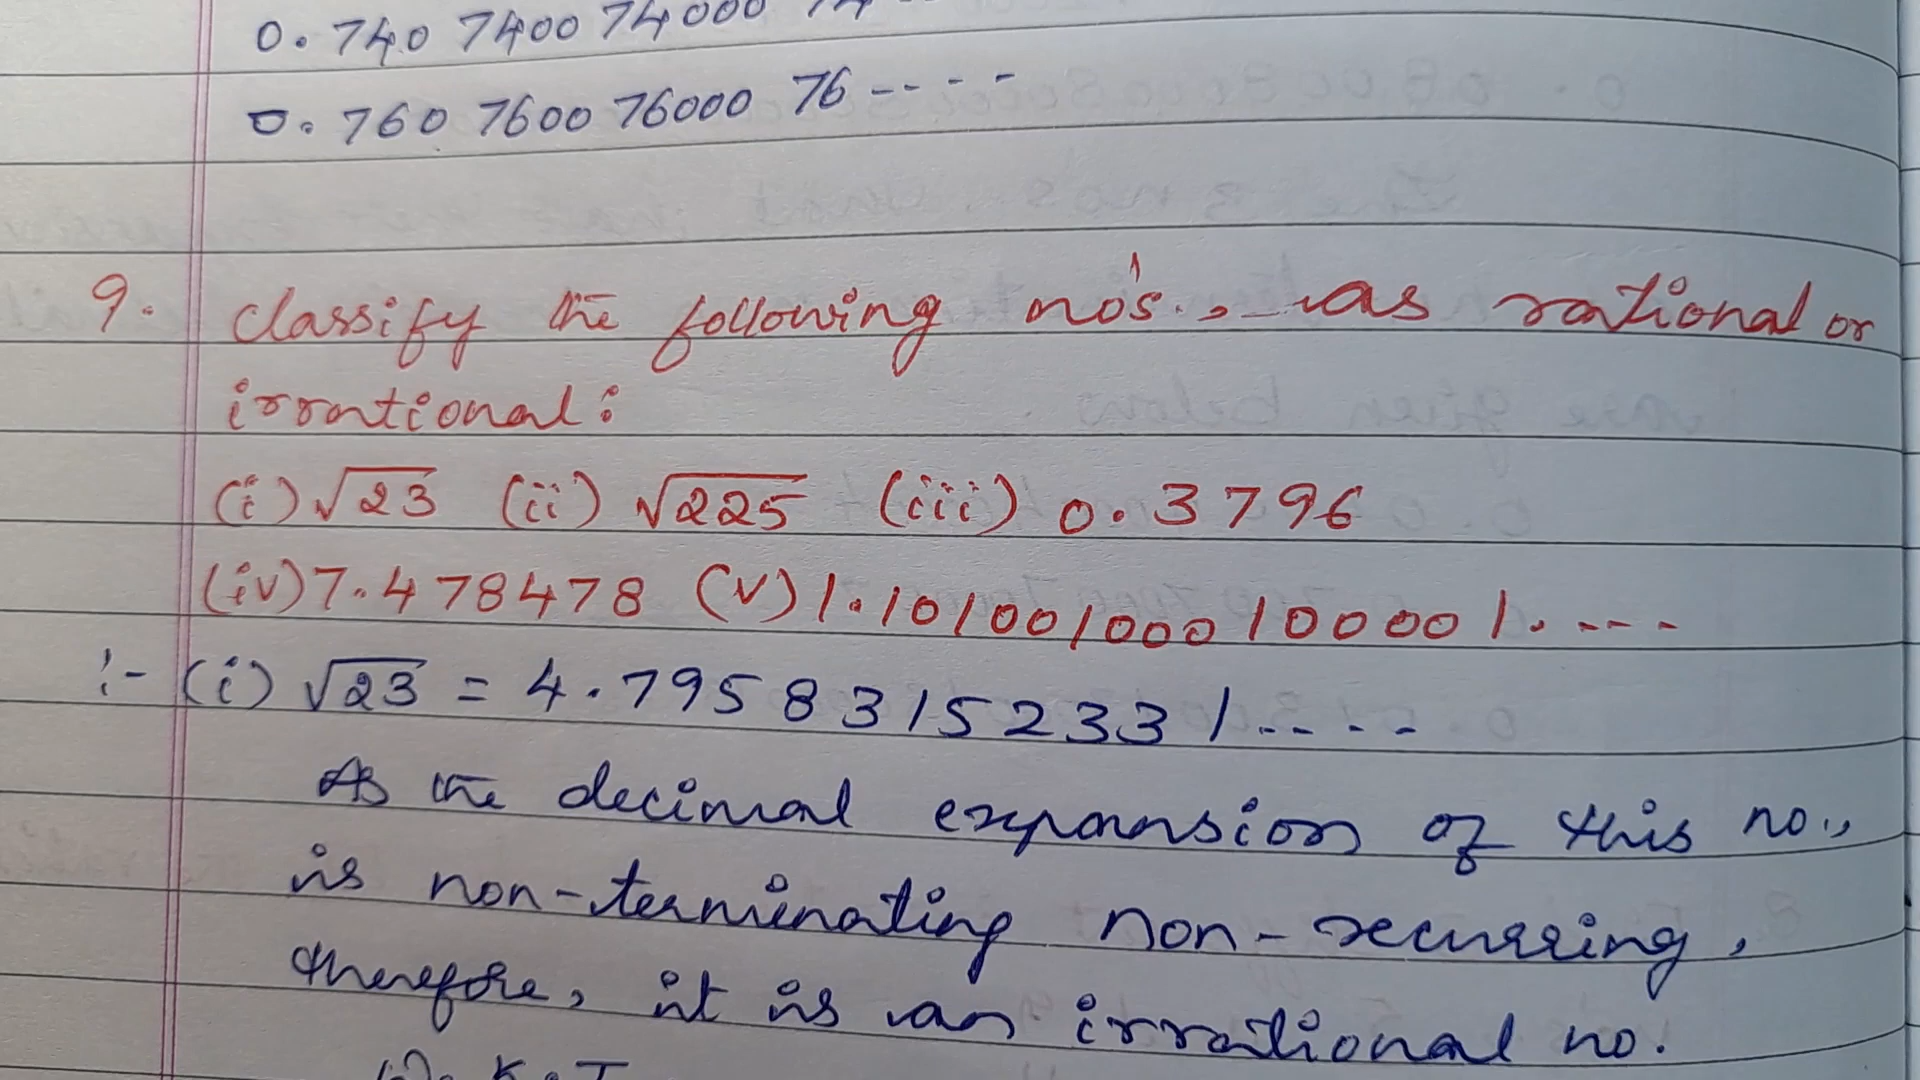 0.740 7400 74000 74
0.760 7600 76000 76----
9. Classify the following no's., as rational or
irrational:
(i) √23 (ii) √225 (iii) 0.3796
(iv) 7.478478 (v) 1.101001000100001....
:- (i) √23 = 4.79583152331....
As the decimal expansion of this no.,
is non-terminating non-recurring,
therefore, it is an irrational no.